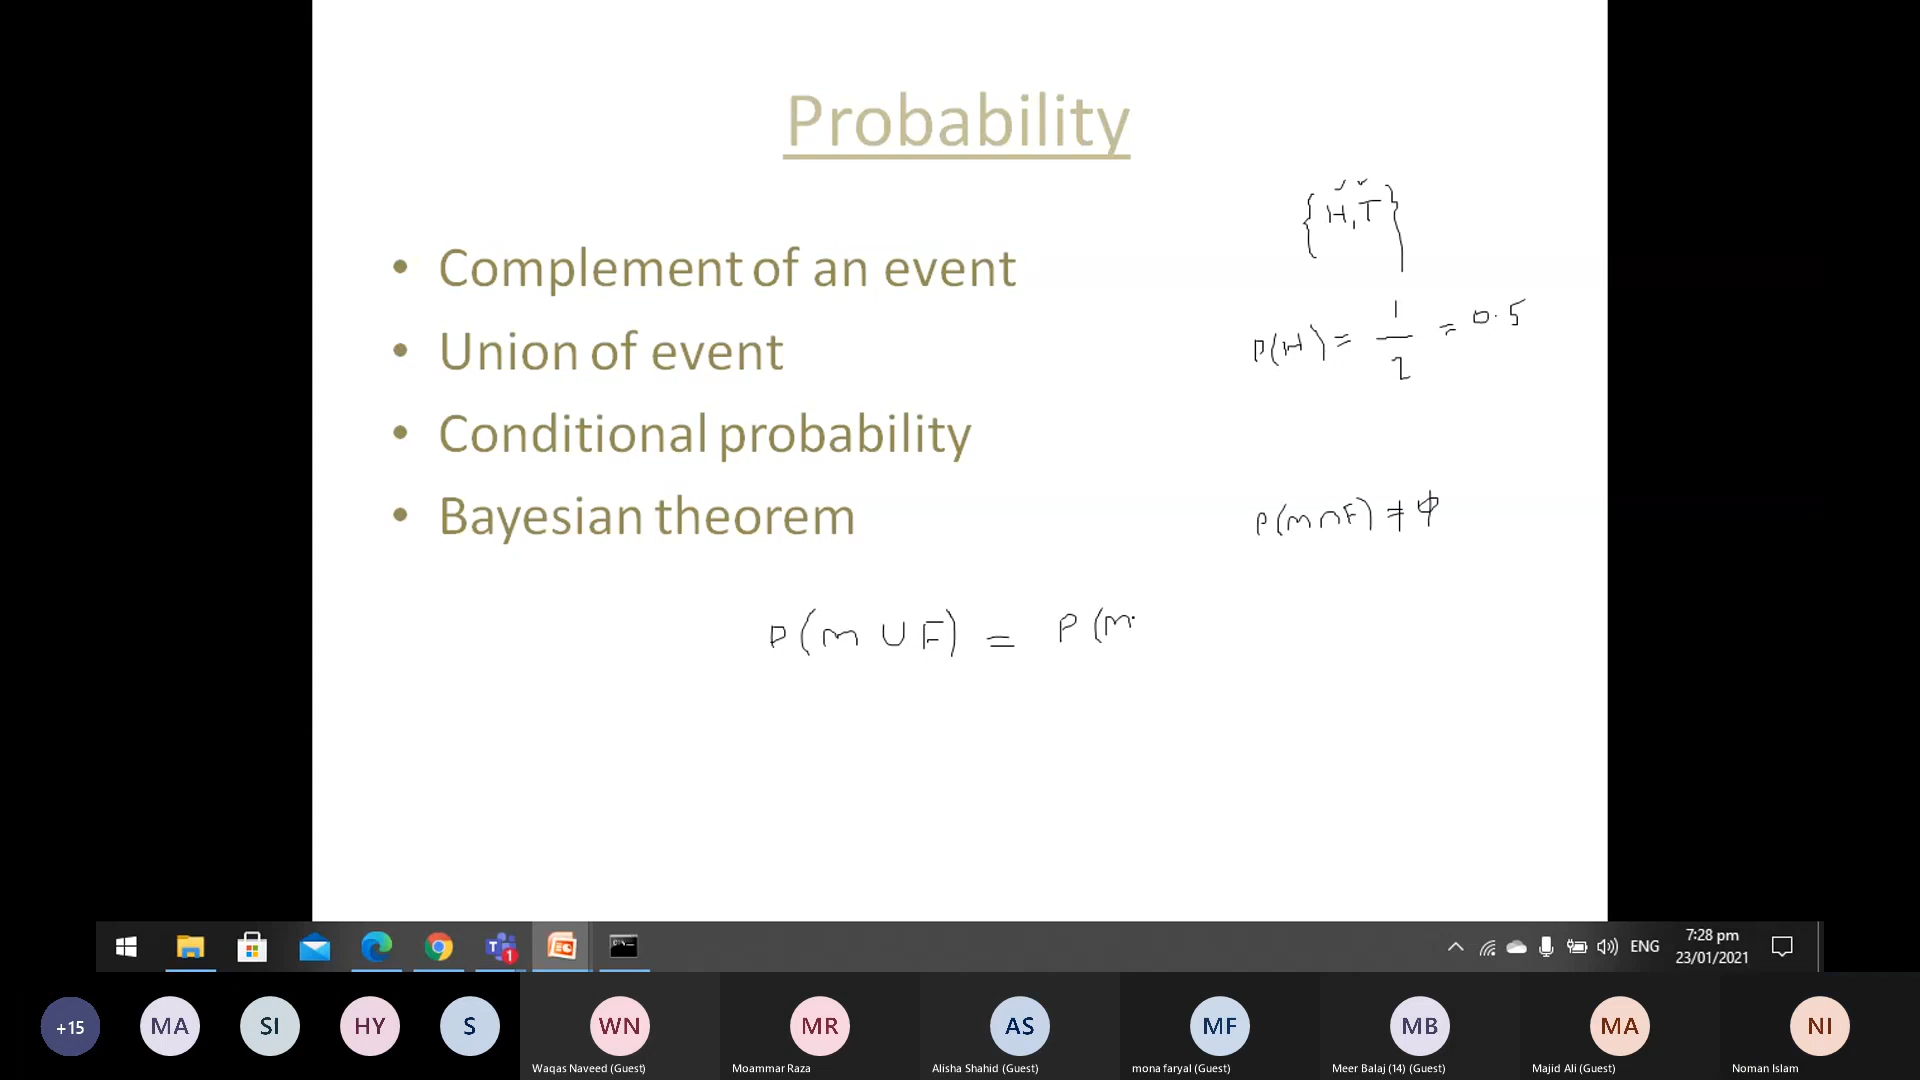 Probability
{H,T}
• Complement of an event
P(H) = 1/2 = 0.5
• Union of event
• Conditional probability
• Bayesian theorem
P(m∩F) ≠ φ
P(m ∪ F) = P(m
ENG
7:28 pm
23/01/2021
1
+15
MA
SI
HY
S
WN
MR
AS
MF
MB
MA
NI
Waqas Naveed (Guest)
Moammar Raza
Alisha Shahid (Guest)
mona faryal (Guest)
Meer Balaj (14) (Guest)
Majid Ali (Guest)
Noman Islam